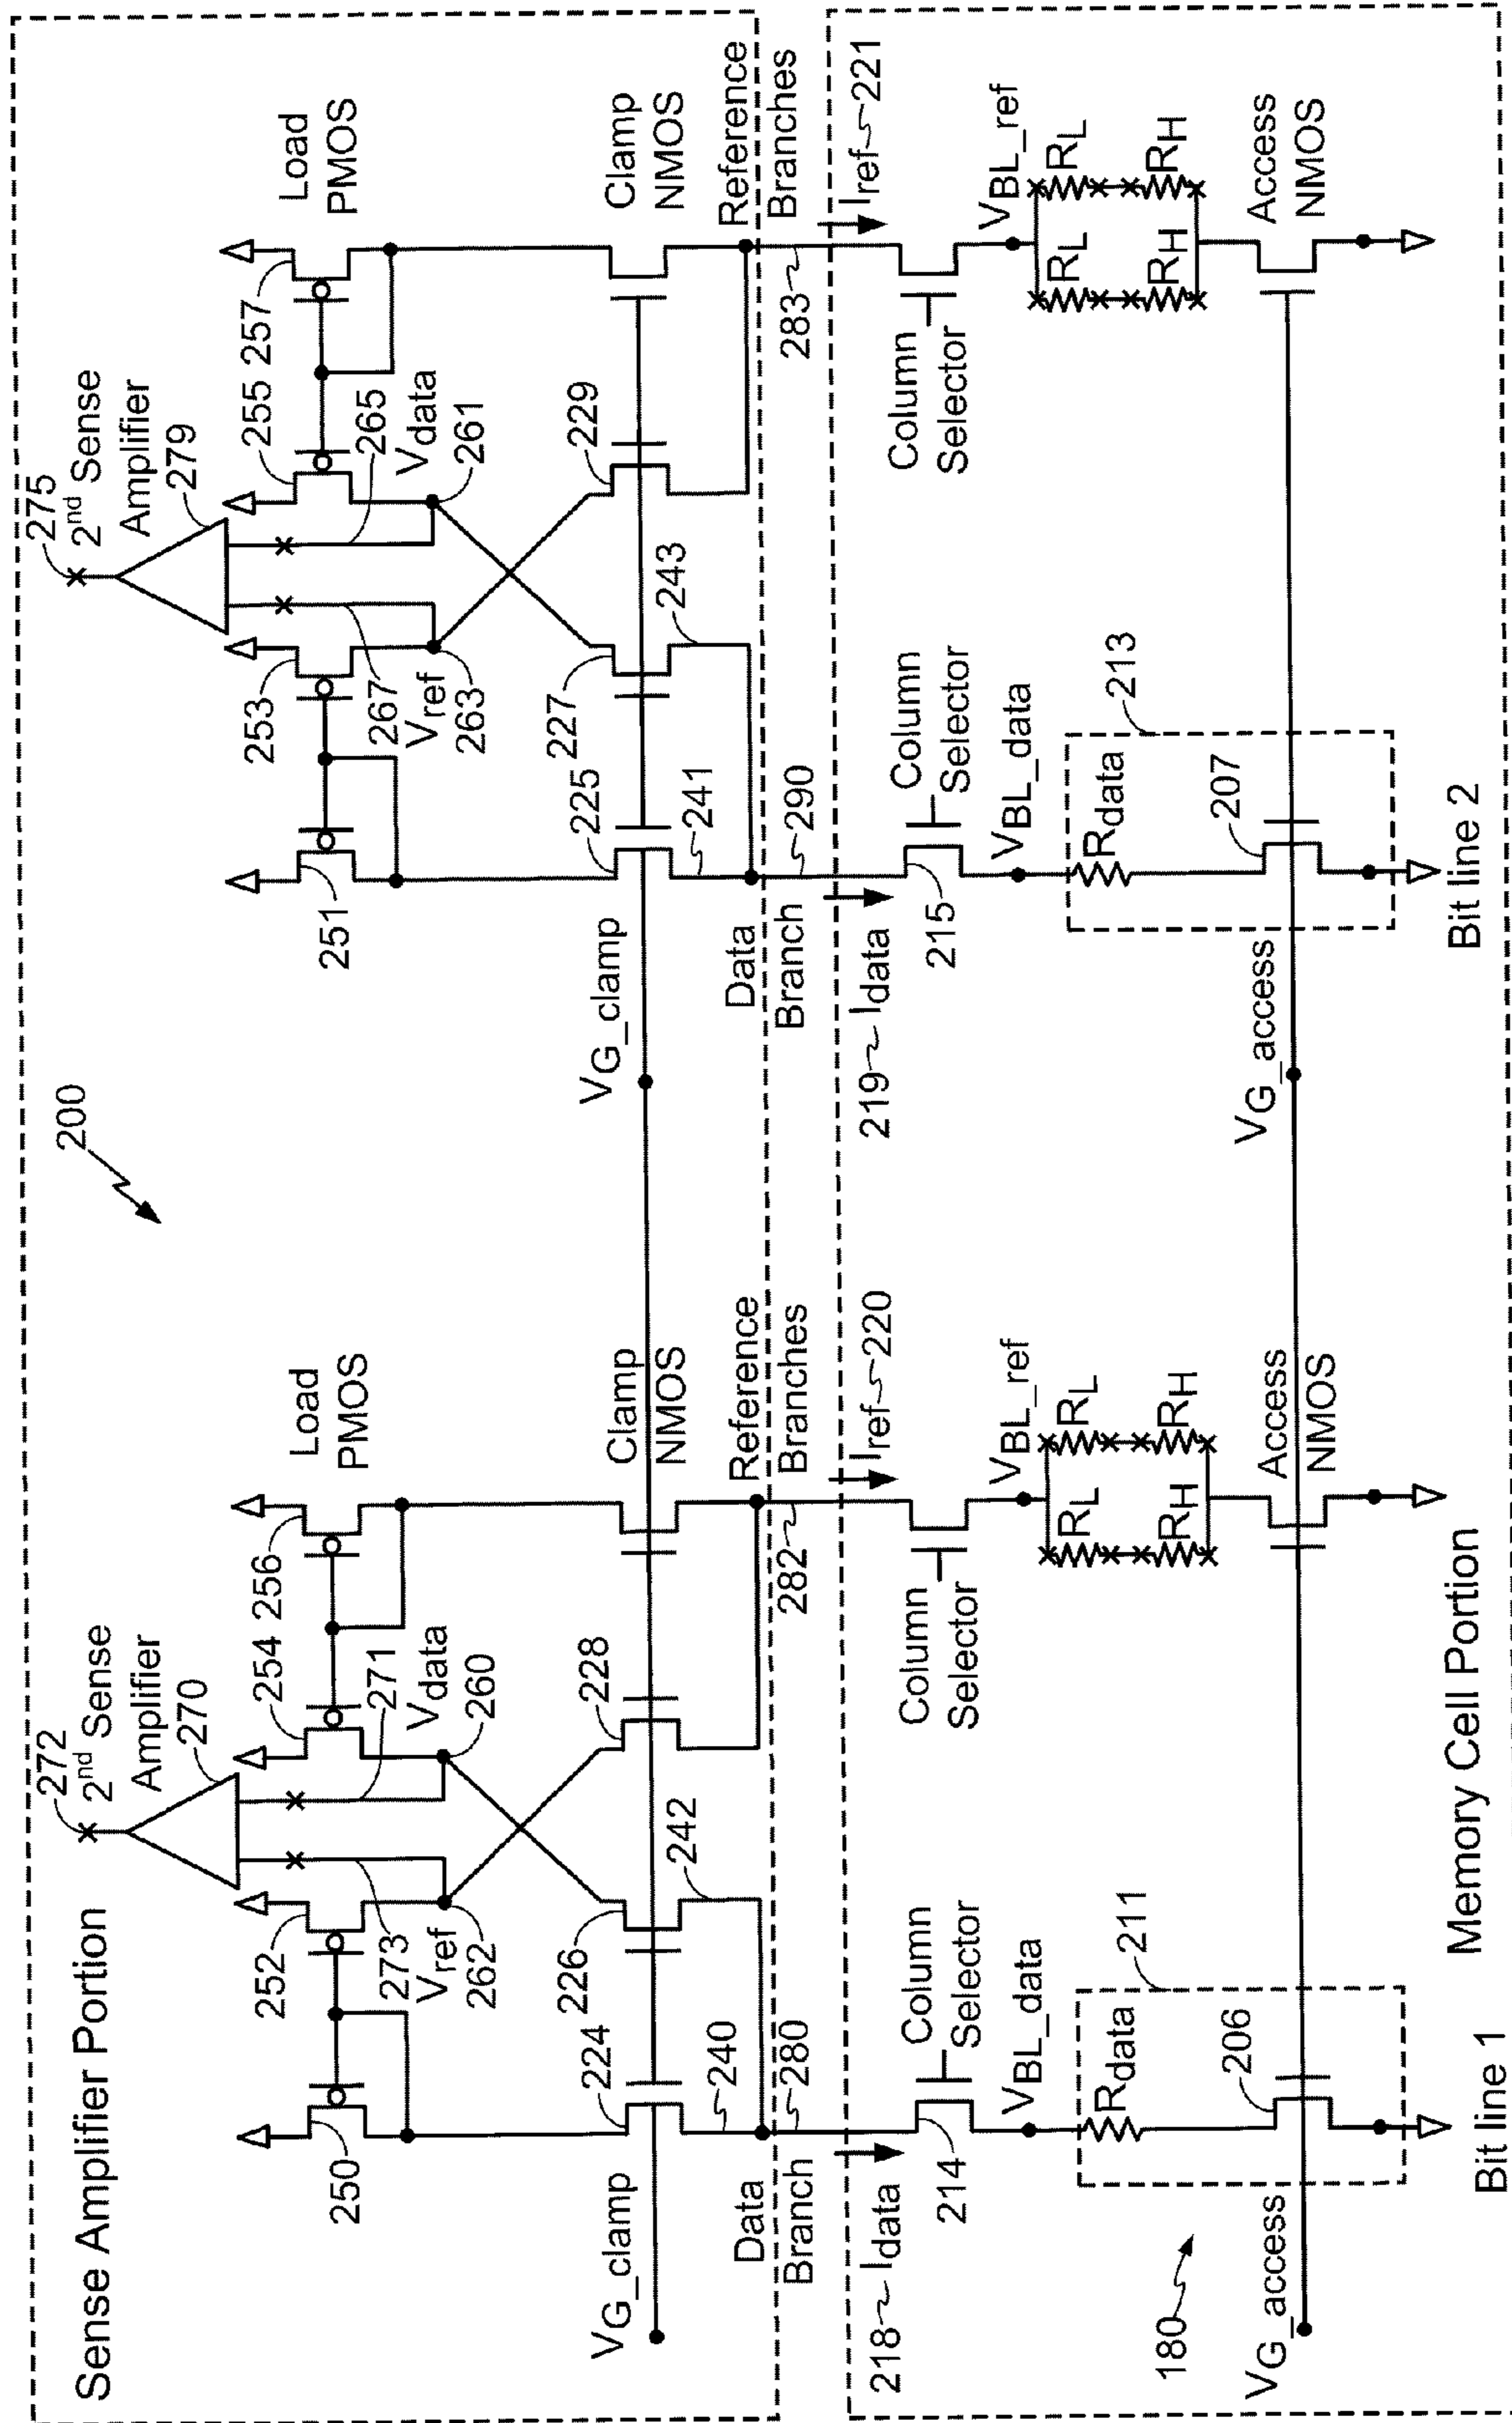 200
Sense Amplifier Portion
272
2nd Sense
Amplifier
270
250
252
273
Vref
262
254
271
Vdata
260
256
Load
PMOS
VG_clamp
224
226
228
Clamp
NMOS
240
242
Data
Branch
280
Reference
Branches
282
275
2nd Sense
Amplifier
279
251
253
267
Vref
263
255
265
Vdata
261
257
Load
PMOS
VG_clamp
225
227
229
Clamp
NMOS
241
243
Data
Branch
290
Reference
Branches
283
218
Idata
214
Column
Selector
VBL_data
211
Rdata
206
180
VG_access
Bit line 1
Iref
220
Column
Selector
VBL_ref
RL
RL
RH
RH
Access
NMOS
Memory Cell Portion
219
Idata
215
Column
Selector
VBL_data
213
Rdata
207
VG_access
Bit line 2
Iref
221
Column
Selector
VBL_ref
RL
RL
RH
RH
Access
NMOS